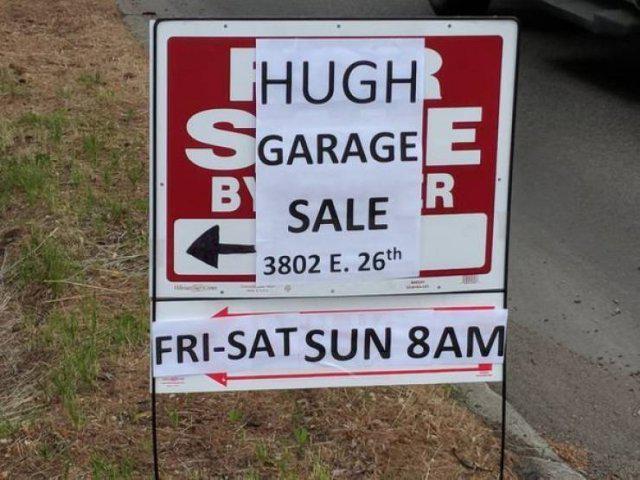 HUGH
GARAGE
SALE
3802 E. 26th
FRI-SAT SUN 8AM